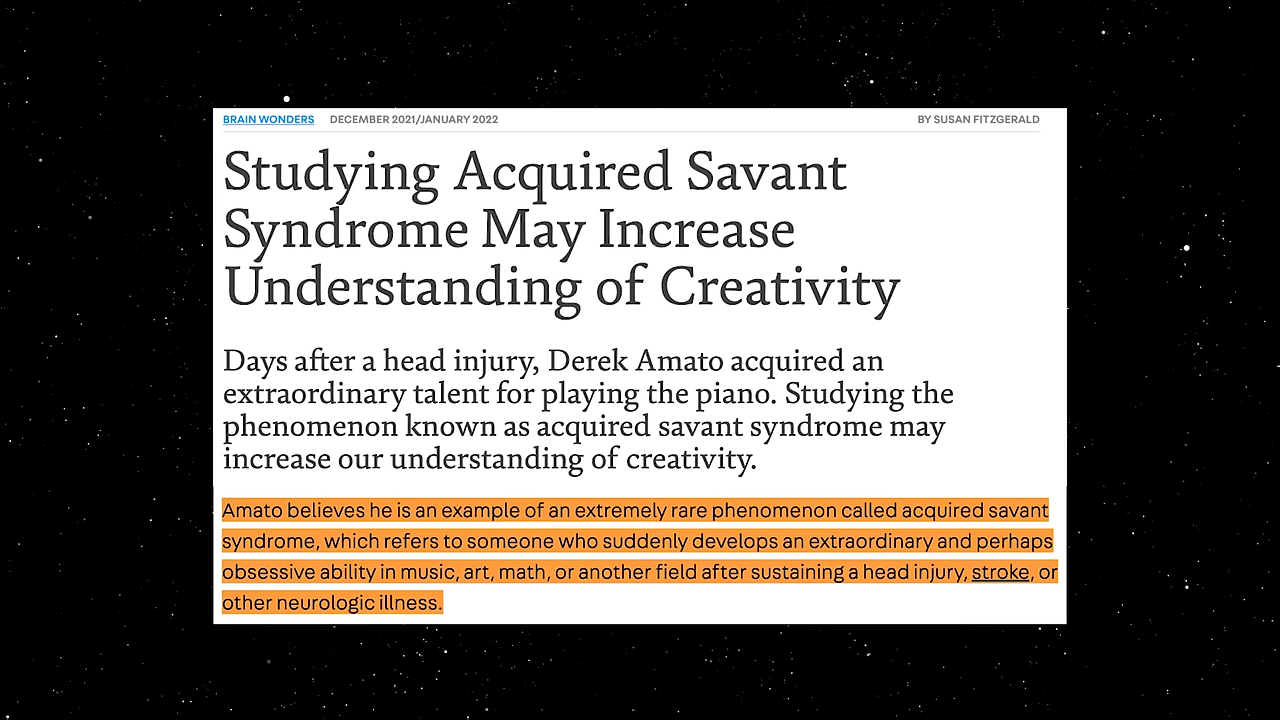 BRAIN WONDERS DECEMBER 2021/JANUARY 2022 BY SUSAN FITZGERALD
Studying Acquired Savant
Syndrome May Increase
Understanding of Creativity
Days after a head injury, Derek Amato acquired an
extraordinary talent for playing the piano. Studying the
phenomenon known as acquired savant syndrome may
increase our understanding of creativity.
Amato believes he is an example of an extremely rare phenomenon called acquired savant
syndrome, which refers to someone who suddenly develops an extraordinary and perhaps
obsessive ability in music, art, math, or another field after sustaining a head injury, stroke, or
other neurologic illness.